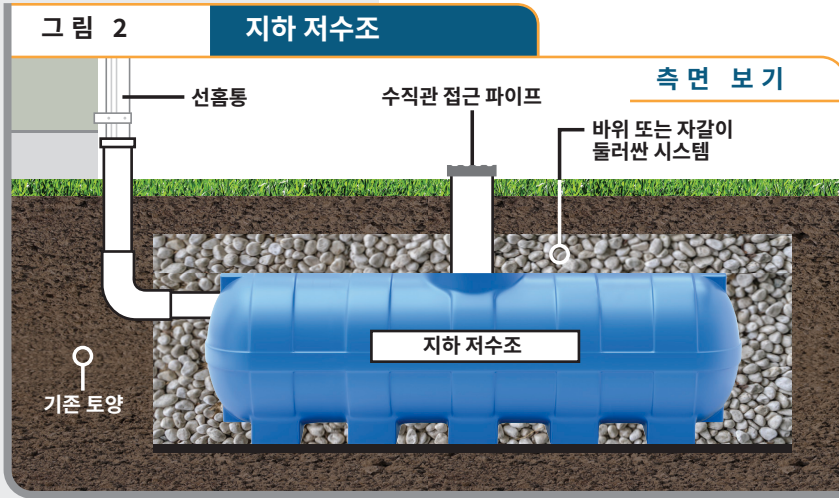 그림 2
지하 저수조
측면 보기
선홈통
수직관 접근 파이프
바위 또는 자갈이
둘러싼 시스템
지하 저수조
기존 토양